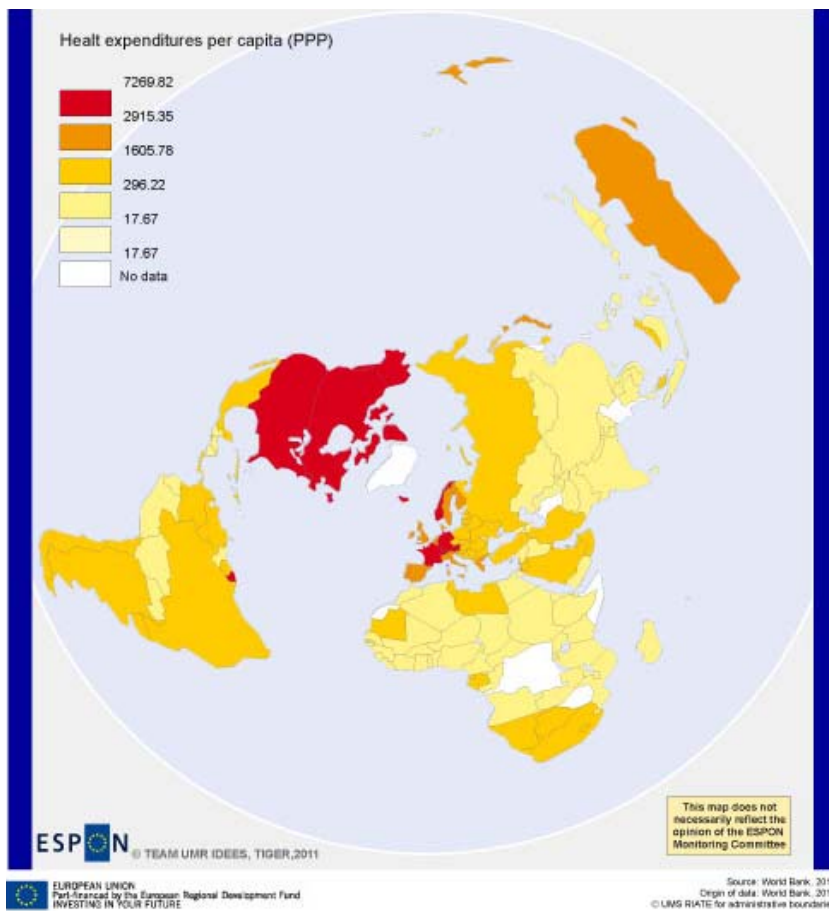 Healt expenditures per capita (PPP)
7269.82
2915.35
1605.78
296.22
17.67
17.67
No data
This map does not
necessarily reflect the
opinion of the ESPON
Monitoring Committee
ESPON © TEAM UMR IDEES, TIGER,2011
EUROPEAN UNION
Part-financed by the European Regional Development Fund
INVESTING IN YOUR FUTURE
Source: World Bank, 201
Origin of data: World Bank, 201
© UMS RIATE for administrative boundarie